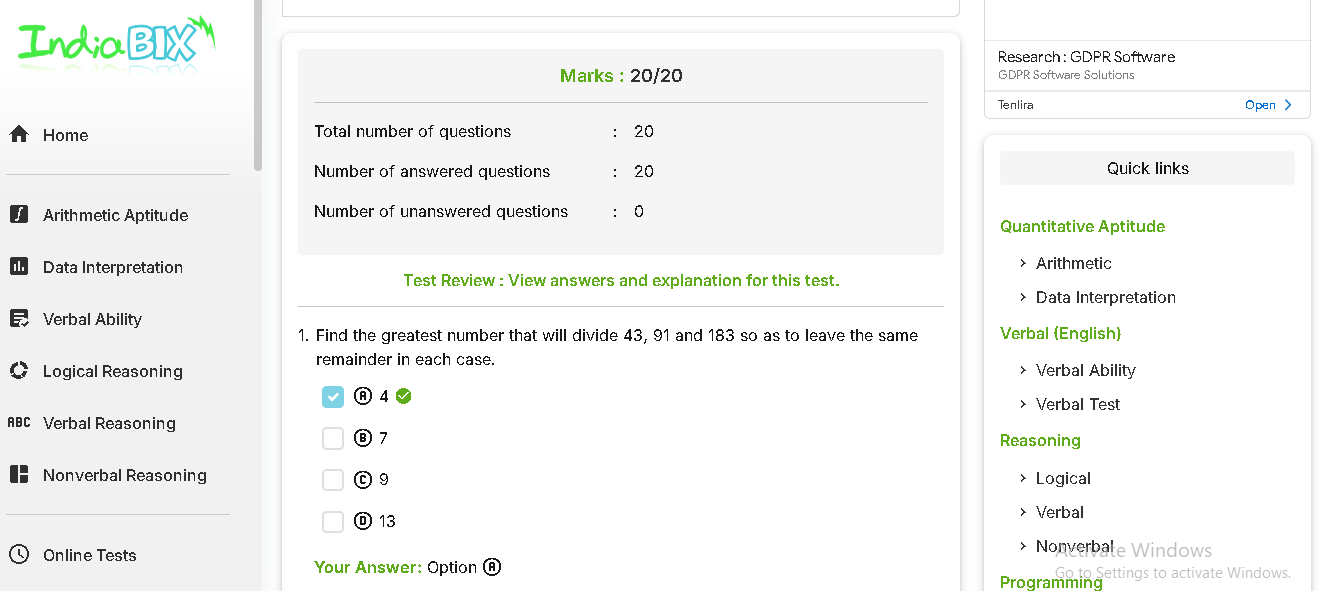 IndiaBIX
Home
Arithmetic Aptitude
Data Interpretation
Verbal Ability
Logical Reasoning
ABC Verbal Reasoning
Nonverbal Reasoning
Online Tests
Marks : 20/20
Total number of questions : 20
Number of answered questions : 20
Number of unanswered questions : 0
Test Review : View answers and explanation for this test.
1. Find the greatest number that will divide 43, 91 and 183 so as to leave the same
remainder in each case.
A 4
B 7
C 9
D 13
Your Answer: Option A
Research : GDPR Software
GDPR Software Solutions
Tenlira Open
Quick links
Quantitative Aptitude
Arithmetic
Data Interpretation
Verbal (English)
Verbal Ability
Verbal Test
Reasoning
Logical
Verbal
Nonverbal
Programming
Activate Windows
Go to Settings to activate Windows.